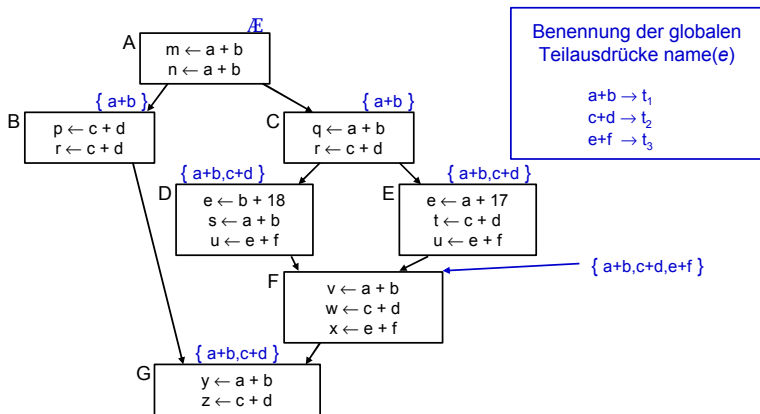 Æ
A
m ← a + b
n ← a + b
Benennung der globalen
Teilausdrücke name(e)
a+b → t₁
c+d → t₂
e+f → t₃
{ a+b }
B
p ← c + d
r ← c + d
{ a+b }
C
q ← a + b
r ← c + d
{ a+b,c+d }
D
e ← b + 18
s ← a + b
u ← e + f
{ a+b,c+d }
E
e ← a + 17
t ← c + d
u ← e + f
{ a+b,c+d,e+f }
F
v ← a + b
w ← c + d
x ← e + f
{ a+b,c+d }
G
y ← a + b
z ← c + d